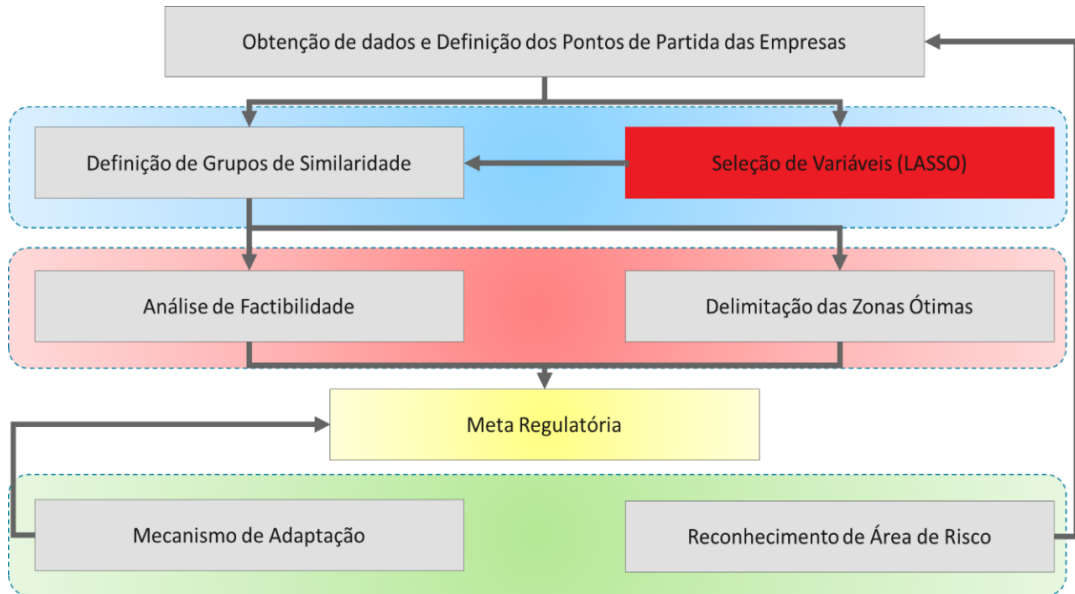 Obtenção de dados e Definição dos Pontos de Partida das Empresas
Definição de Grupos de Similaridade
Seleção de Variáveis (LASSO)
Análise de Factibilidade
Delimitação das Zonas Ótimas
Meta Regulatória
Mecanismo de Adaptação
Reconhecimento de Área de Risco